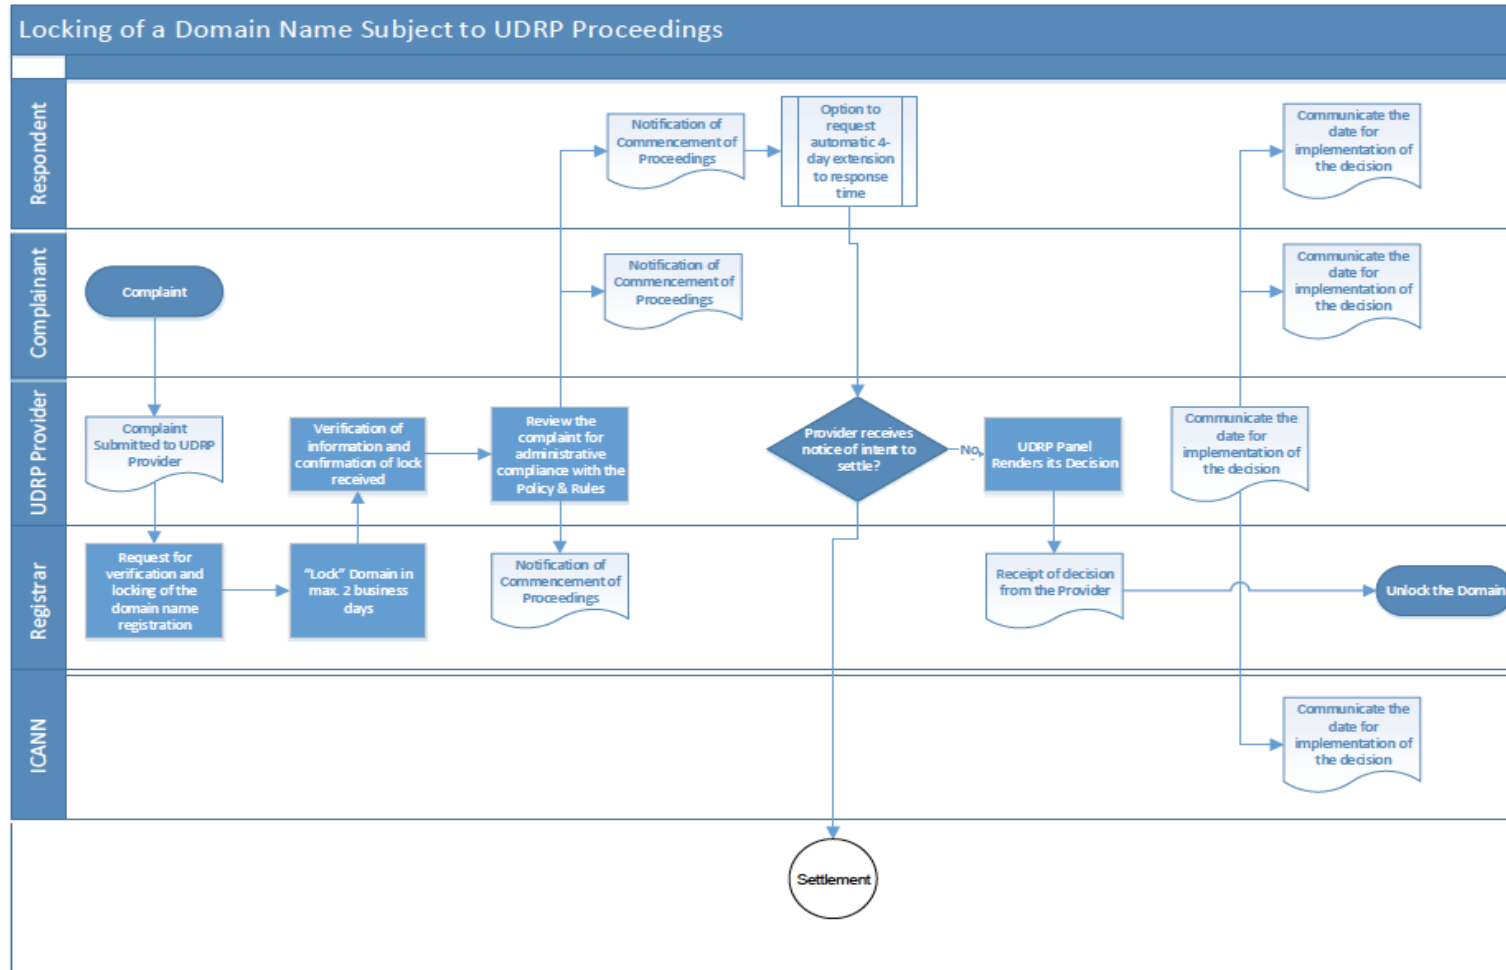 Locking of a Domain Name Subject to UDRP Proceedings
Respondent
Notification of
Commencement of
Proceedings
Option to
request
automatic 4-
day extension
to response
time
Communicate the
date for
implementation of
the decision
Complainant
Complaint
Notification of
Commencement of
Proceedings
Communicate the
date for
implementation of
the decision
UDRP Provider
Complaint
Submitted to UDRP
Provider
Verification of
information and
confirmation of lock
received
Review the
complaint for
administrative
compliance with the
Policy & Rules
Provider receives
notice of intent to
settle?
No
UDRP Panel
Renders its Decision
Communicate the
date for
implementation of
the decision
Registrar
Request for
verification and
locking of the
domain name
registration
“Lock” Domain in
max. 2 business
days
Notification of
Commencement of
Proceedings
Receipt of decision
from the Provider
Unlock the Domain
ICANN
Communicate the
date for
implementation of
the decision
Settlement